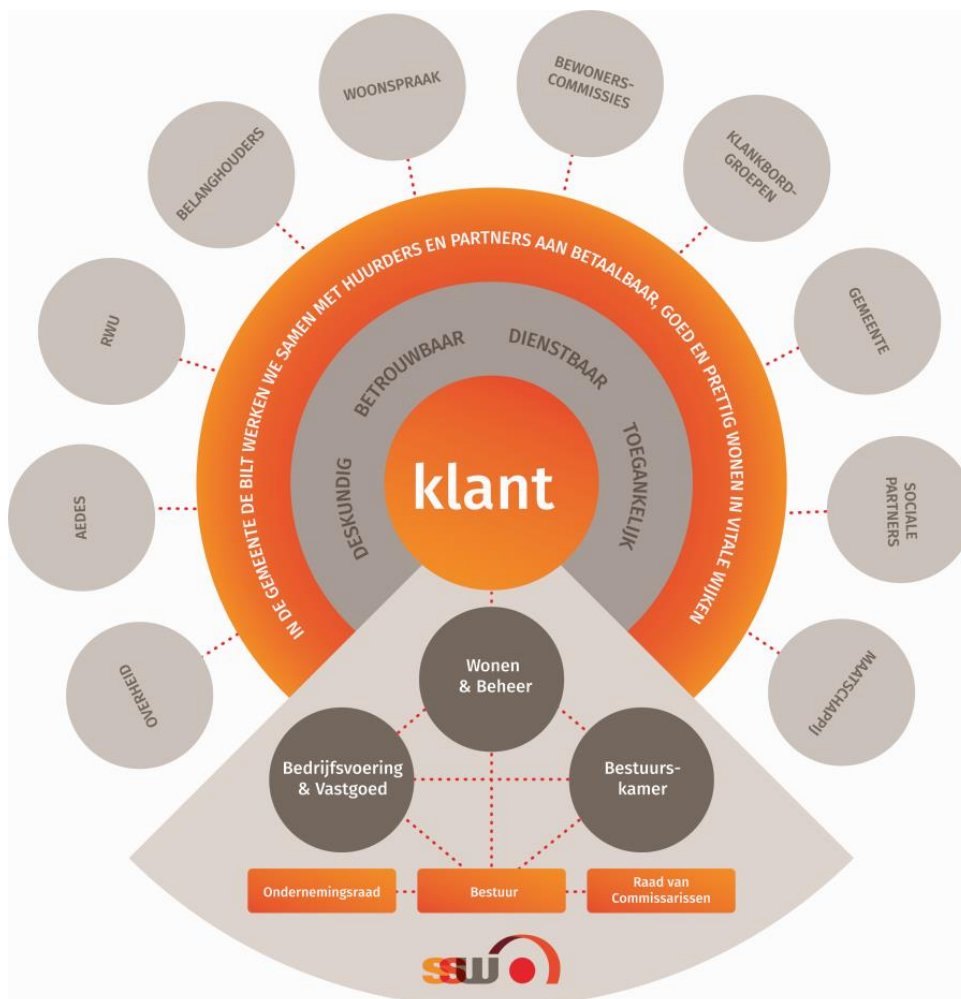 WOONSPRAAK
BEWONERS-
COMMISSIES
BELANGHOUDERS
KLANKBORD-
GROEPEN
RWU
GEMEENTE
AEDES
SOCIALE
PARTNERS
OVERHEID
MAATSCHAPPIJ
IN DE GEMEENTE DE BILT WERKEN WE SAMEN MET HUURDERS EN PARTNERS AAN BETAALBAAR, GOED EN PRETTIG WONEN IN VITALE WIJKEN
DESKUNDIG
BETROUWBAAR
DIENSTBAAR
TOEGANKELIJK
klant
Wonen
& Beheer
Bedrijfsvoering
& Vastgoed
Bestuurs-
kamer
Ondernemingsraad
Bestuur
Raad van
Commissarissen
ssw